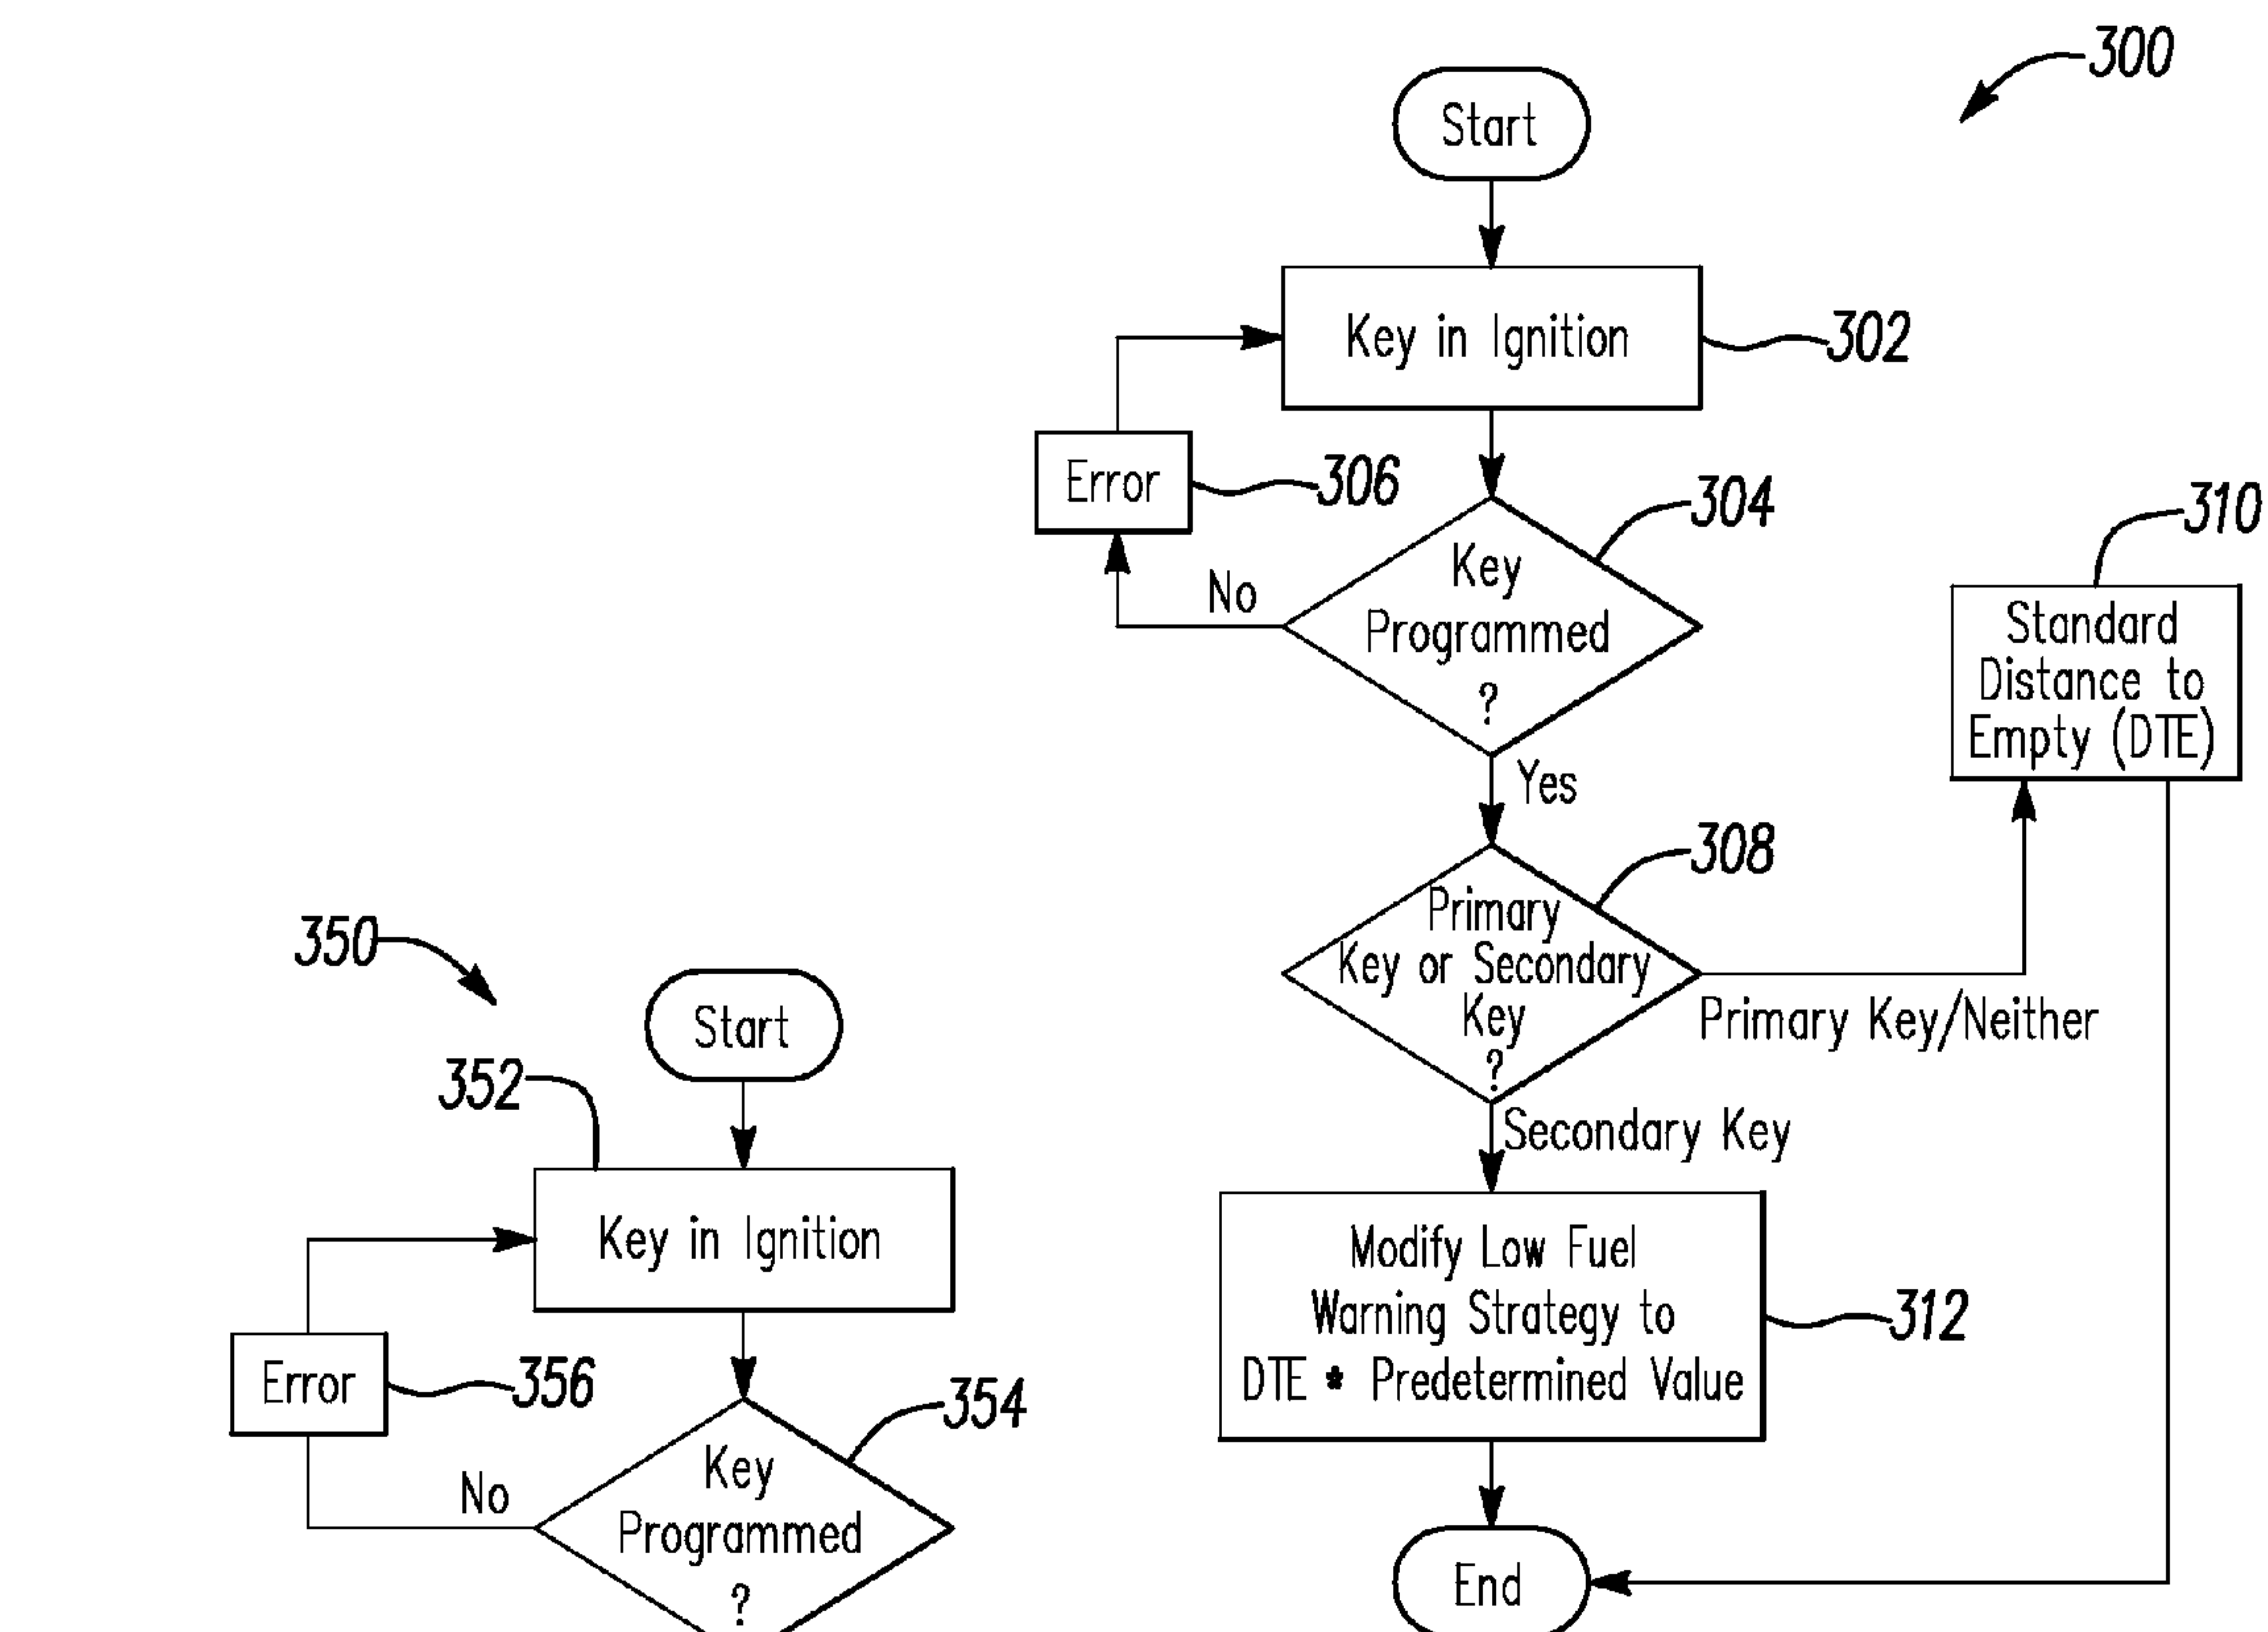 300
Start
Key in Ignition
302
Error
306
304
Key
Programmed
?
No
Yes
310
Standard
Distance to
Empty (DTE)
308
Primary
Key or Secondary
Key
?
Primary Key/Neither
Secondary Key
Modify Low Fuel
Warning Strategy to
DTE * Predetermined Value
312
End
350
Start
352
Key in Ignition
Error
356
354
Key
Programmed
?
No